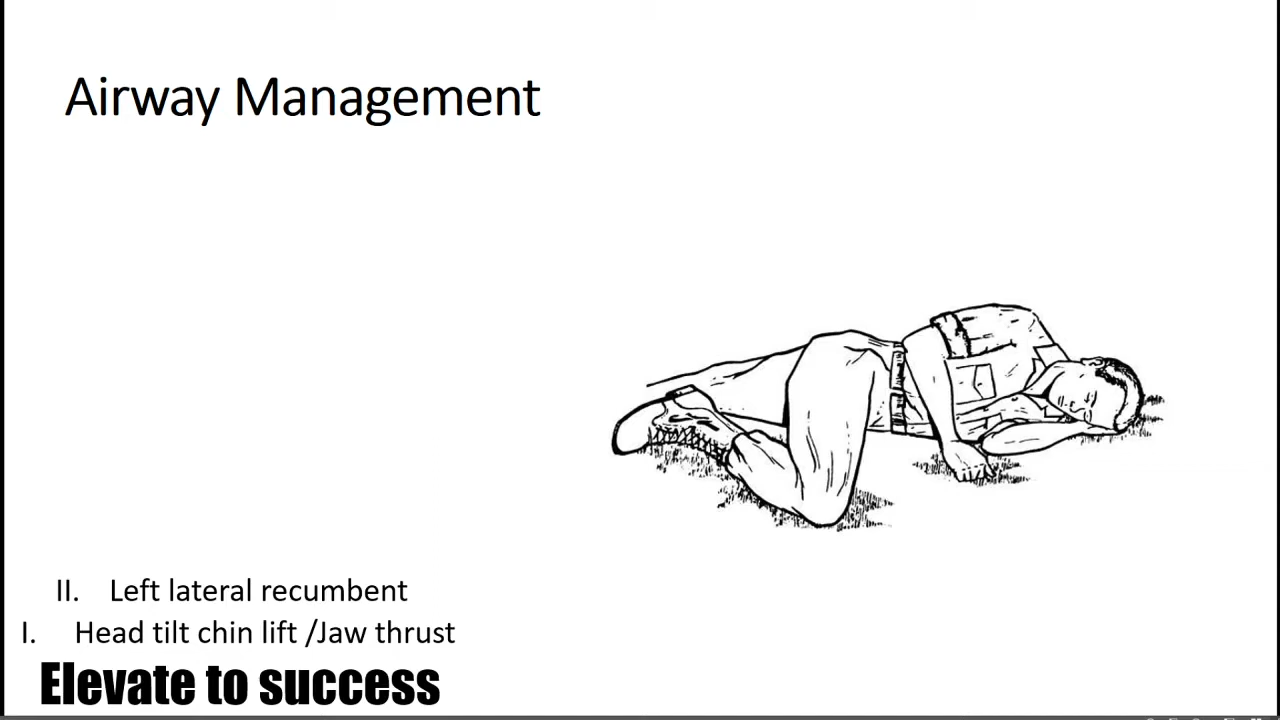 Airway Management
II. Left lateral recumbent
I. Head tilt chin lift /Jaw thrust
Elevate to success